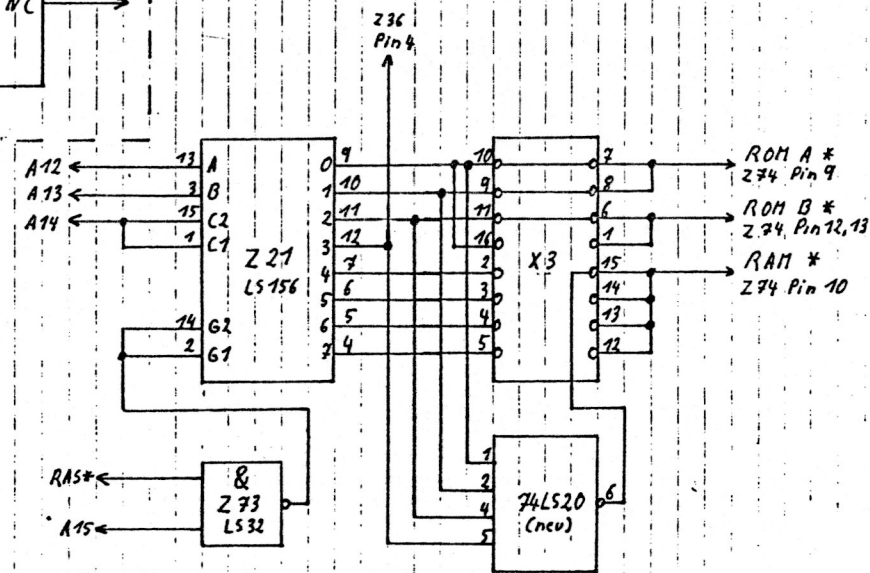 NC
Z36
Pin 4
A12
A13
A14
13
3
15
1
A
B
C2
C1
Z 21
LS156
14
2
G2
G1
0
1
2
3
4
5
6
7
9
10
11
12
7
6
5
4
10
9
11
16
2
3
4
5
X3
7
8
6
1
15
14
13
12
ROM A *
Z74 Pin 9
ROM B *
Z74 Pin 12,13
RAM *
Z74 Pin 10
RAS*
A15
&
Z 73
LS32
1
2
4
5
74LS20
(neu)
6